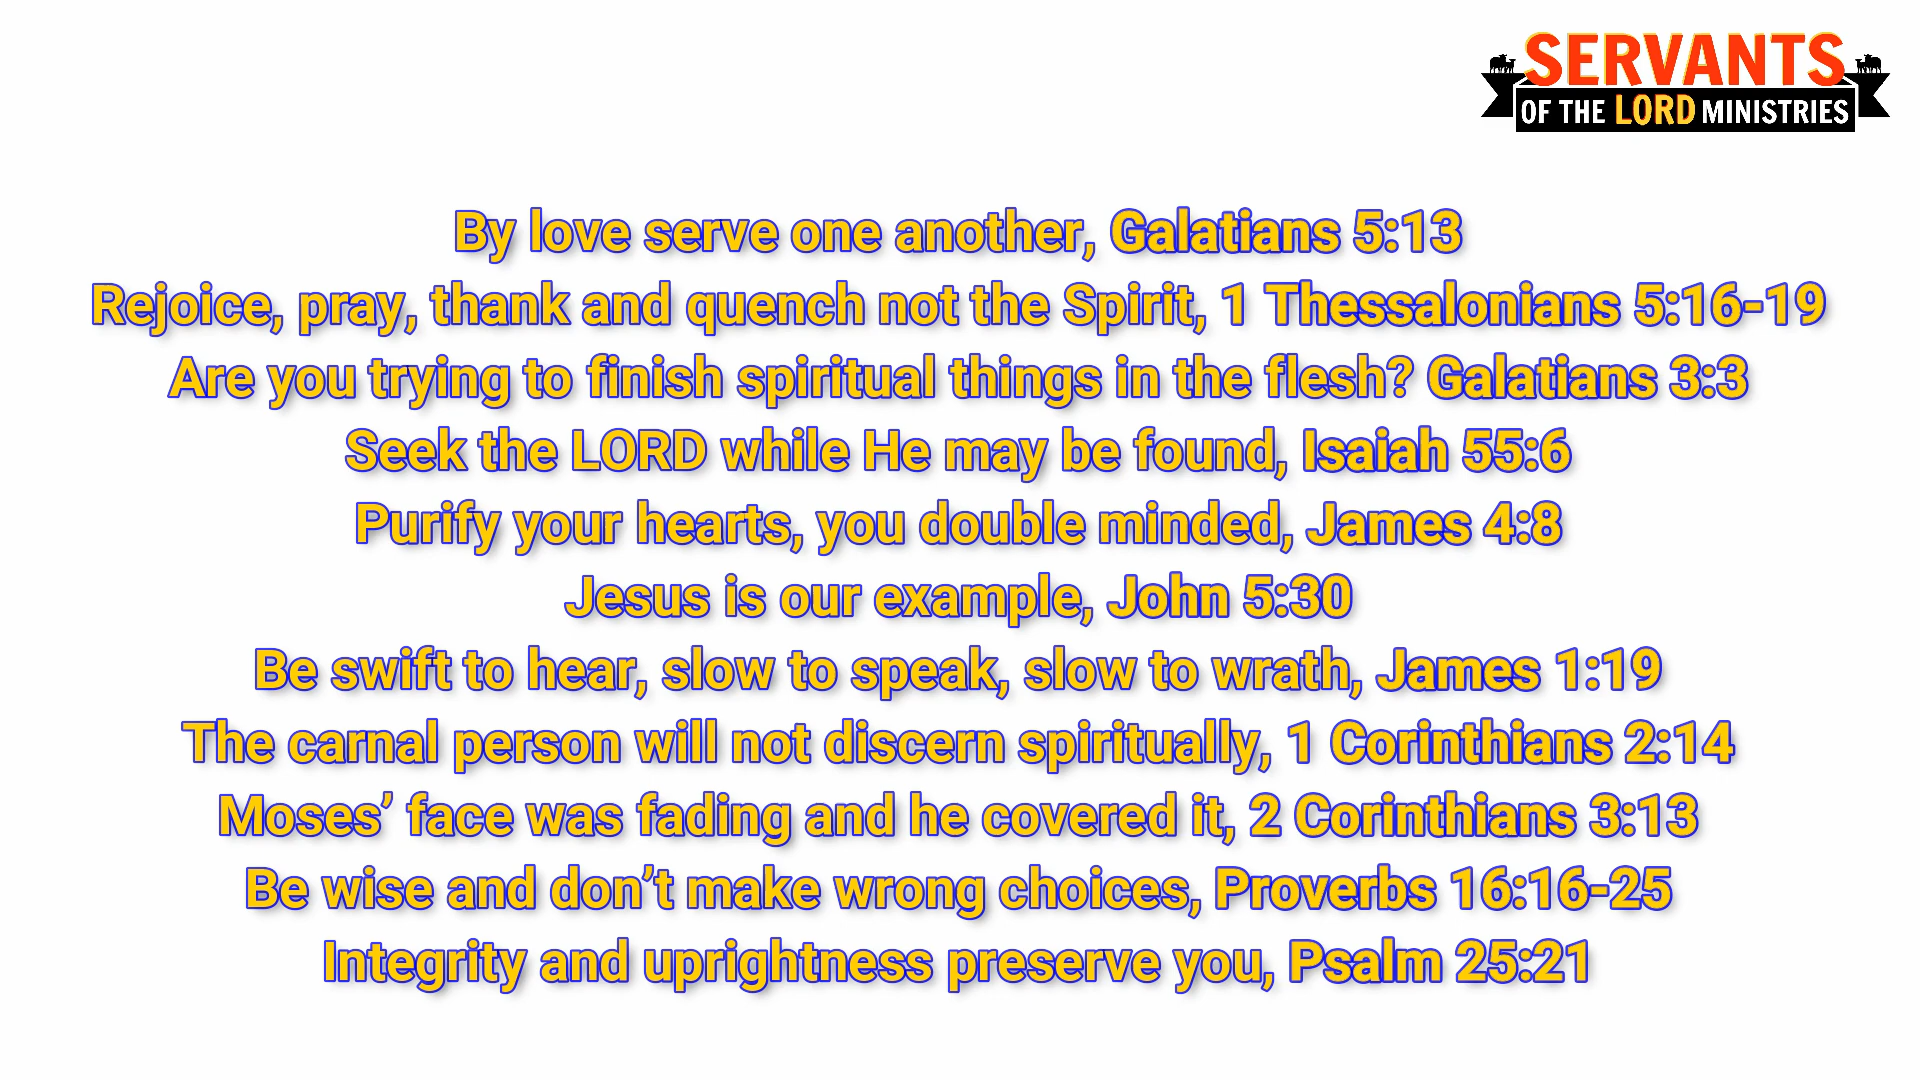 SERVANTS
OF THE LORD MINISTRIES
By love serve one another, Galatians 5:13
Rejoice, pray, thank and quench not the Spirit, 1 Thessalonians 5:16-19
Are you trying to finish spiritual things in the flesh? Galatians 3:3
Seek the LORD while He may be found, Isaiah 55:6
Purify your hearts, you double minded, James 4:8
Jesus is our example, John 5:30
Be swift to hear, slow to speak, slow to wrath, James 1:19
The carnal person will not discern spiritually, 1 Corinthians 2:14
Moses’ face was fading and he covered it, 2 Corinthians 3:13
Be wise and don’t make wrong choices, Proverbs 16:16-25
Integrity and uprightness preserve you, Psalm 25:21